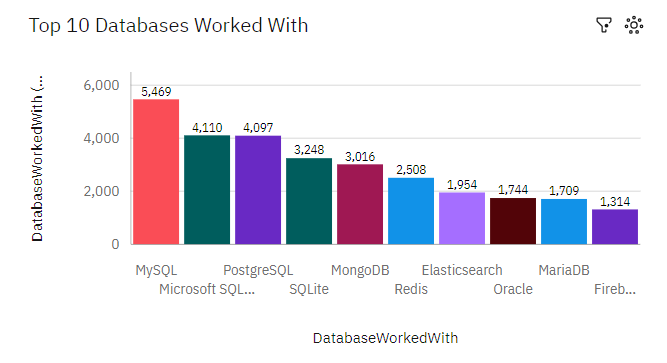 Top 10 Databases Worked With
DatabaseWorkedWith (...
6,000
4,000
2,000
0
5,469
4,110
4,097
3,248
3,016
2,508
1,954
1,744
1,709
1,314
MySQL
Microsoft SQL...
PostgreSQL
SQLite
MongoDB
Redis
Elasticsearch
Oracle
MariaDB
Fireb...
DatabaseWorkedWith